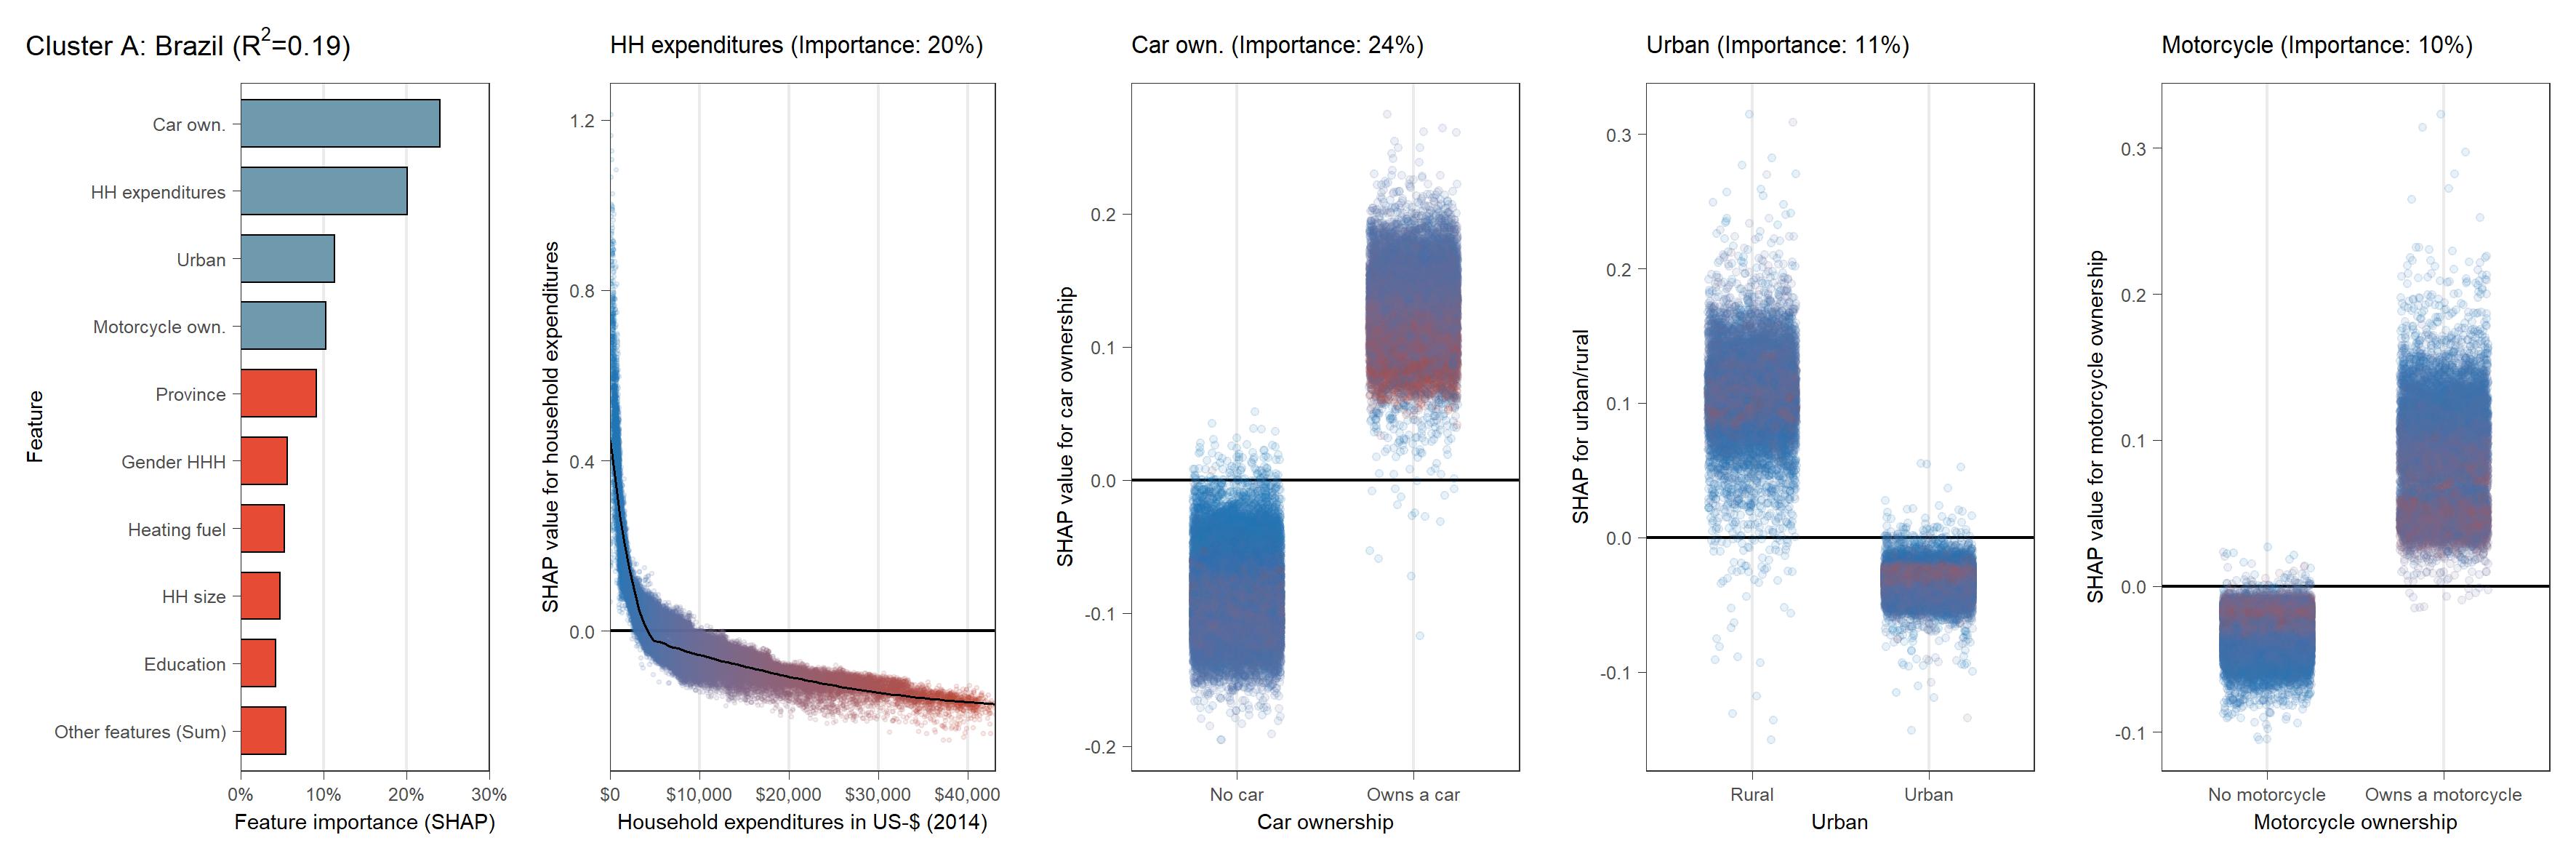 Cluster A: Brazil (R²=0.19)
Feature
Car own.
HH expenditures
Urban
Motorcycle own.
Province
Gender HHH
Heating fuel
HH size
Education
Other features (Sum)
0% 10% 20% 30%
Feature importance (SHAP)
HH expenditures (Importance: 20%)
SHAP value for household expenditures
1.2
0.8
0.4
0.0
$0 $10,000 $20,000 $30,000 $40,000
Household expenditures in US-$ (2014)
Car own. (Importance: 24%)
SHAP value for car ownership
0.2
0.1
0.0
-0.1
-0.2
No car Owns a car
Car ownership
Urban (Importance: 11%)
SHAP for urban/rural
0.3
0.2
0.1
0.0
-0.1
Rural Urban
Urban
Motorcycle (Importance: 10%)
SHAP value for motorcycle ownership
0.3
0.2
0.1
0.0
-0.1
No motorcycle Owns a motorcycle
Motorcycle ownership